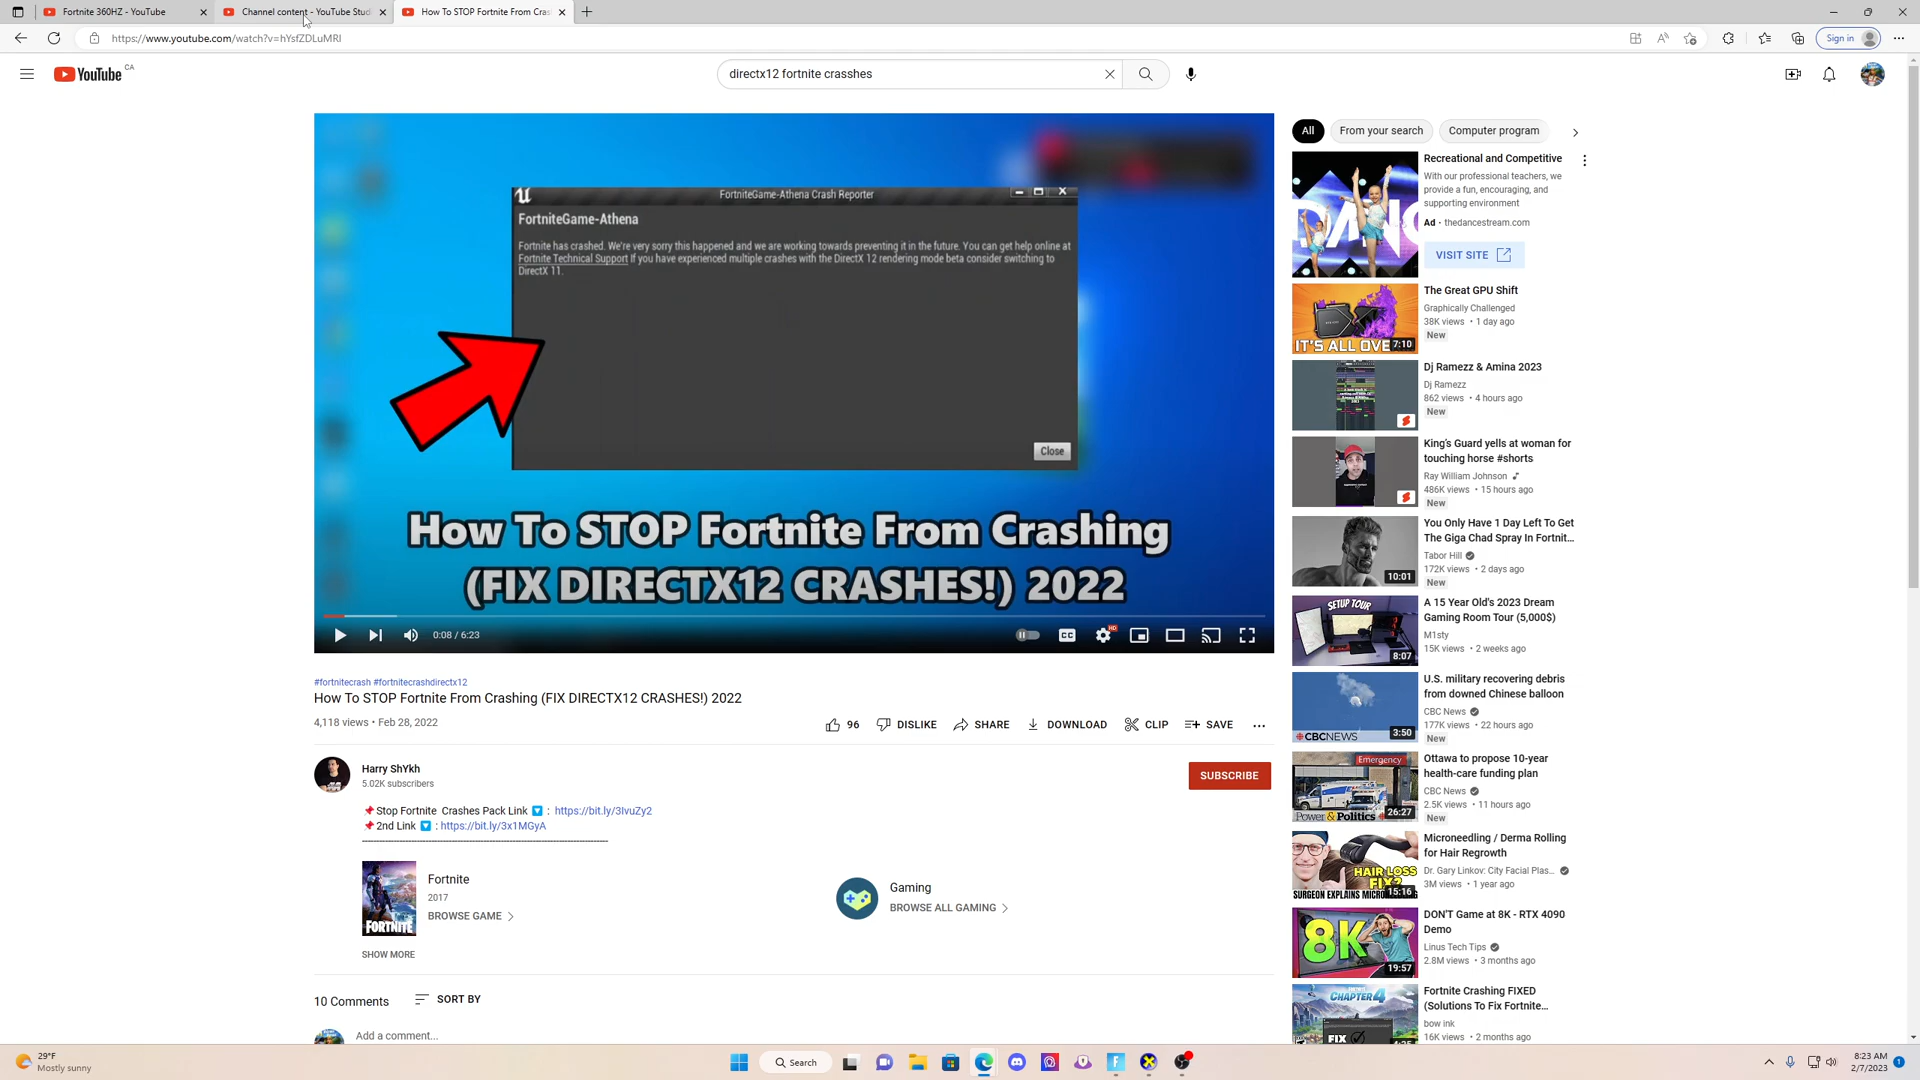 Fortnite 360HZ - YouTube
Channel content - YouTube Stud
How To STOP Fortnite From Cras
https://www.youtube.com/watch?v=hYsfZDLuMRI
Sign in
YouTube CA
directx12 fortnite crasshes
FortniteGame-Athena Crash Reporter
FortniteGame-Athena
Fortnite has crashed. We're very sorry this happened and we are working towards preventing it in the future. You can get help online at
Fortnite Technical Support If you have experienced multiple crashes with the DirectX 12 rendering mode beta consider switching to
DirectX 11.
Close
How To STOP Fortnite From Crashing
(FIX DIRECTX12 CRASHES!) 2022
0:08 / 6:23
CC
HD
#fortnitecrash #fortnitecrashdirectx12
How To STOP Fortnite From Crashing (FIX DIRECTX12 CRASHES!) 2022
4,118 views • Feb 28, 2022
96
DISLIKE
SHARE
DOWNLOAD
CLIP
SAVE
Harry ShYkh
5.02K subscribers
SUBSCRIBE
📌Stop Fortnite Crashes Pack Link 🔽 : https://bit.ly/3IvuZy2
📌2nd Link 🔽 : https://bit.ly/3x1MGyA
FORTNITE
Fortnite
2017
BROWSE GAME
Gaming
BROWSE ALL GAMING
SHOW MORE
10 Comments
SORT BY
Add a comment...
All
From your search
Computer program
Recreational and Competitive
With our professional teachers, we
provide a fun, encouraging, and
supporting environment
Ad • thedancestream.com
VISIT SITE
The Great GPU Shift
Graphically Challenged
38K views • 1 day ago
New
IT'S ALL OVE
7:10
Dj Ramezz & Amina 2023
Dj Ramezz
862 views • 4 hours ago
New
King's Guard yells at woman for
touching horse #shorts
Ray William Johnson
486K views • 15 hours ago
New
You Only Have 1 Day Left To Get
The Giga Chad Spray In Fortnit...
Tabor Hill
172K views • 2 days ago
New
10:01
A 15 Year Old's 2023 Dream
Gaming Room Tour (5,000$)
M1sty
15K views • 2 weeks ago
SETUP TOUR
8:07
U.S. military recovering debris
from downed Chinese balloon
CBC News
177K views • 22 hours ago
New
CBCNEWS
3:50
Ottawa to propose 10-year
health-care funding plan
CBC News
2.5K views • 11 hours ago
New
Emergency
Power & Politics
26:27
Microneedling / Derma Rolling
for Hair Regrowth
Dr. Gary Linkov: City Facial Plas...
3M views • 1 year ago
HAIR LOSS
FIX?
15:16
DON'T Game at 8K - RTX 4090
Demo
Linus Tech Tips
2.8M views • 3 months ago
8K
19:57
Fortnite Crashing FIXED
(Solutions To Fix Fortnite...
bow ink
16K views • 2 months ago
CHAPTER 4
FIX
29°F
Mostly sunny
Search
8:23 AM
2/7/2023
1